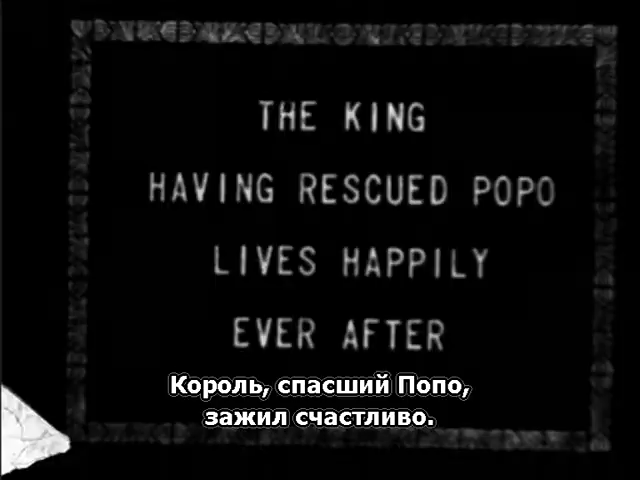 THE KING
HAVING RESCUED POPO
LIVES HAPPILY
EVER AFTER
Король, спасший Попо,
зажил счастливо.